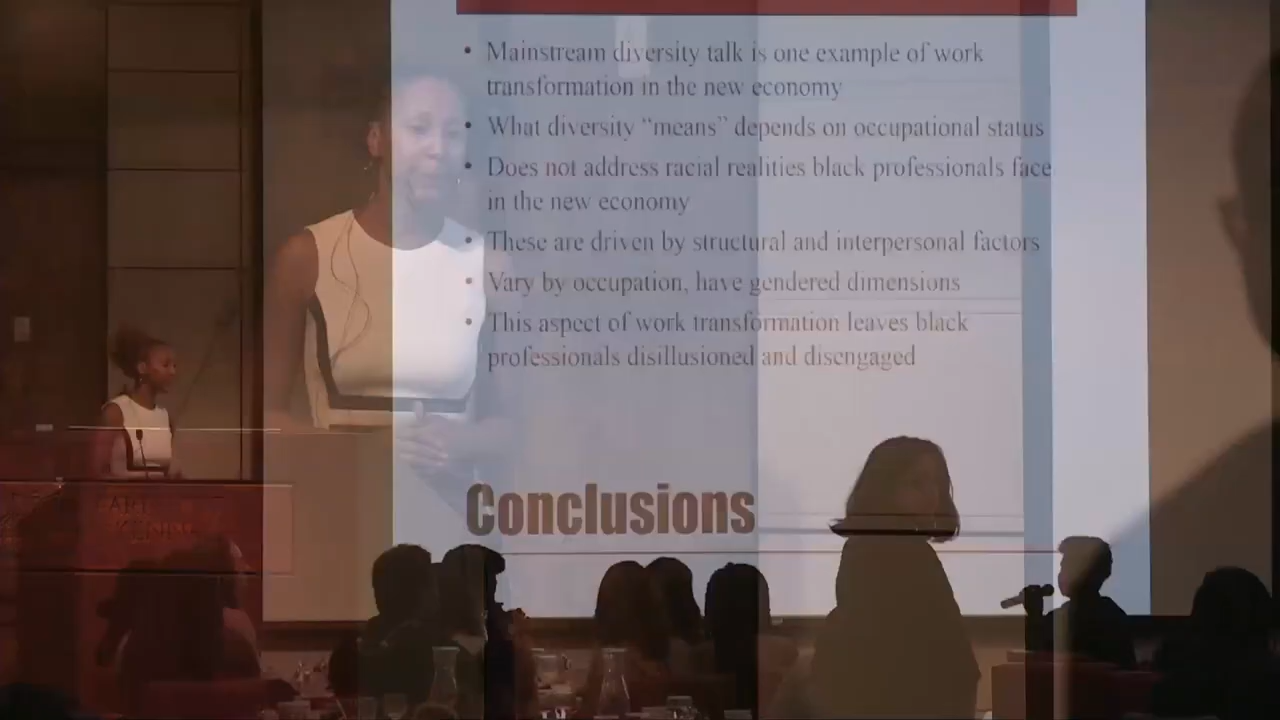 • Mainstream diversity talk is one example of work
transformation in the new economy
• What diversity “means” depends on occupational status
• Does not address racial realities black professionals face
in the new economy
• These are driven by structural and interpersonal factors
• Vary by occupation, have gendered dimensions
• This aspect of work transformation leaves black
professionals disillusioned and disengaged
Conclusions